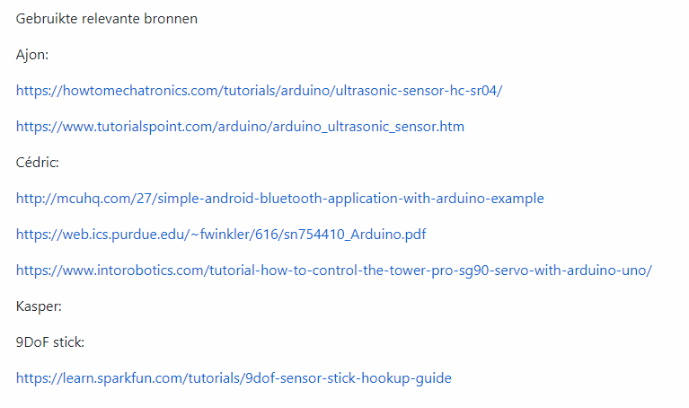 Gebruikte relevante bronnen
Ajon:
https://howtomechatronics.com/tutorials/arduino/ultrasonic-sensor-hc-sr04/
https://www.tutorialspoint.com/arduino/arduino_ultrasonic_sensor.htm
Cédric:
http://mcuhq.com/27/simple-android-bluetooth-application-with-arduino-example
https://web.ics.purdue.edu/~fwinkler/616/sn754410_Arduino.pdf
https://www.intorobotics.com/tutorial-how-to-control-the-tower-pro-sg90-servo-with-arduino-uno/
Kasper:
9DoF stick:
https://learn.sparkfun.com/tutorials/9dof-sensor-stick-hookup-guide